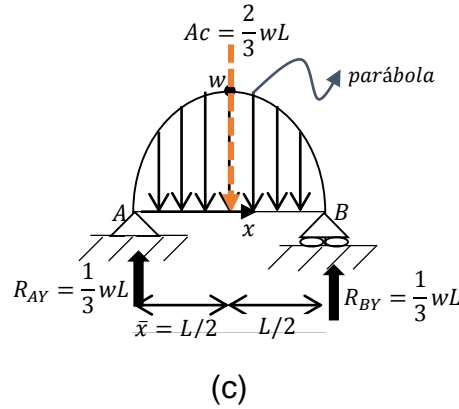 Ac = 2/3 wL
w
parábola
A
B
x
R_AY = 1/3 wL
x̄ = L/2
L/2
R_BY = 1/3 wL
(c)